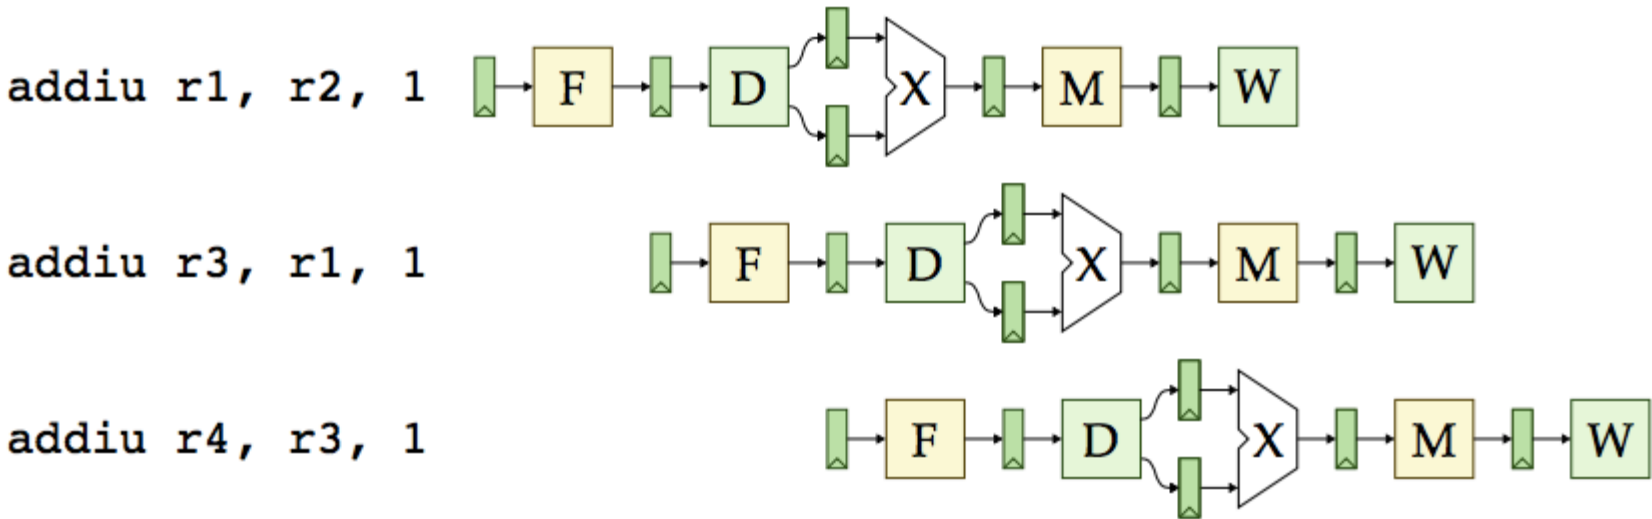 addiu r1, r2, 1 F D X M W
addiu r3, r1, 1 F D X M W
addiu r4, r3, 1 F D X M W